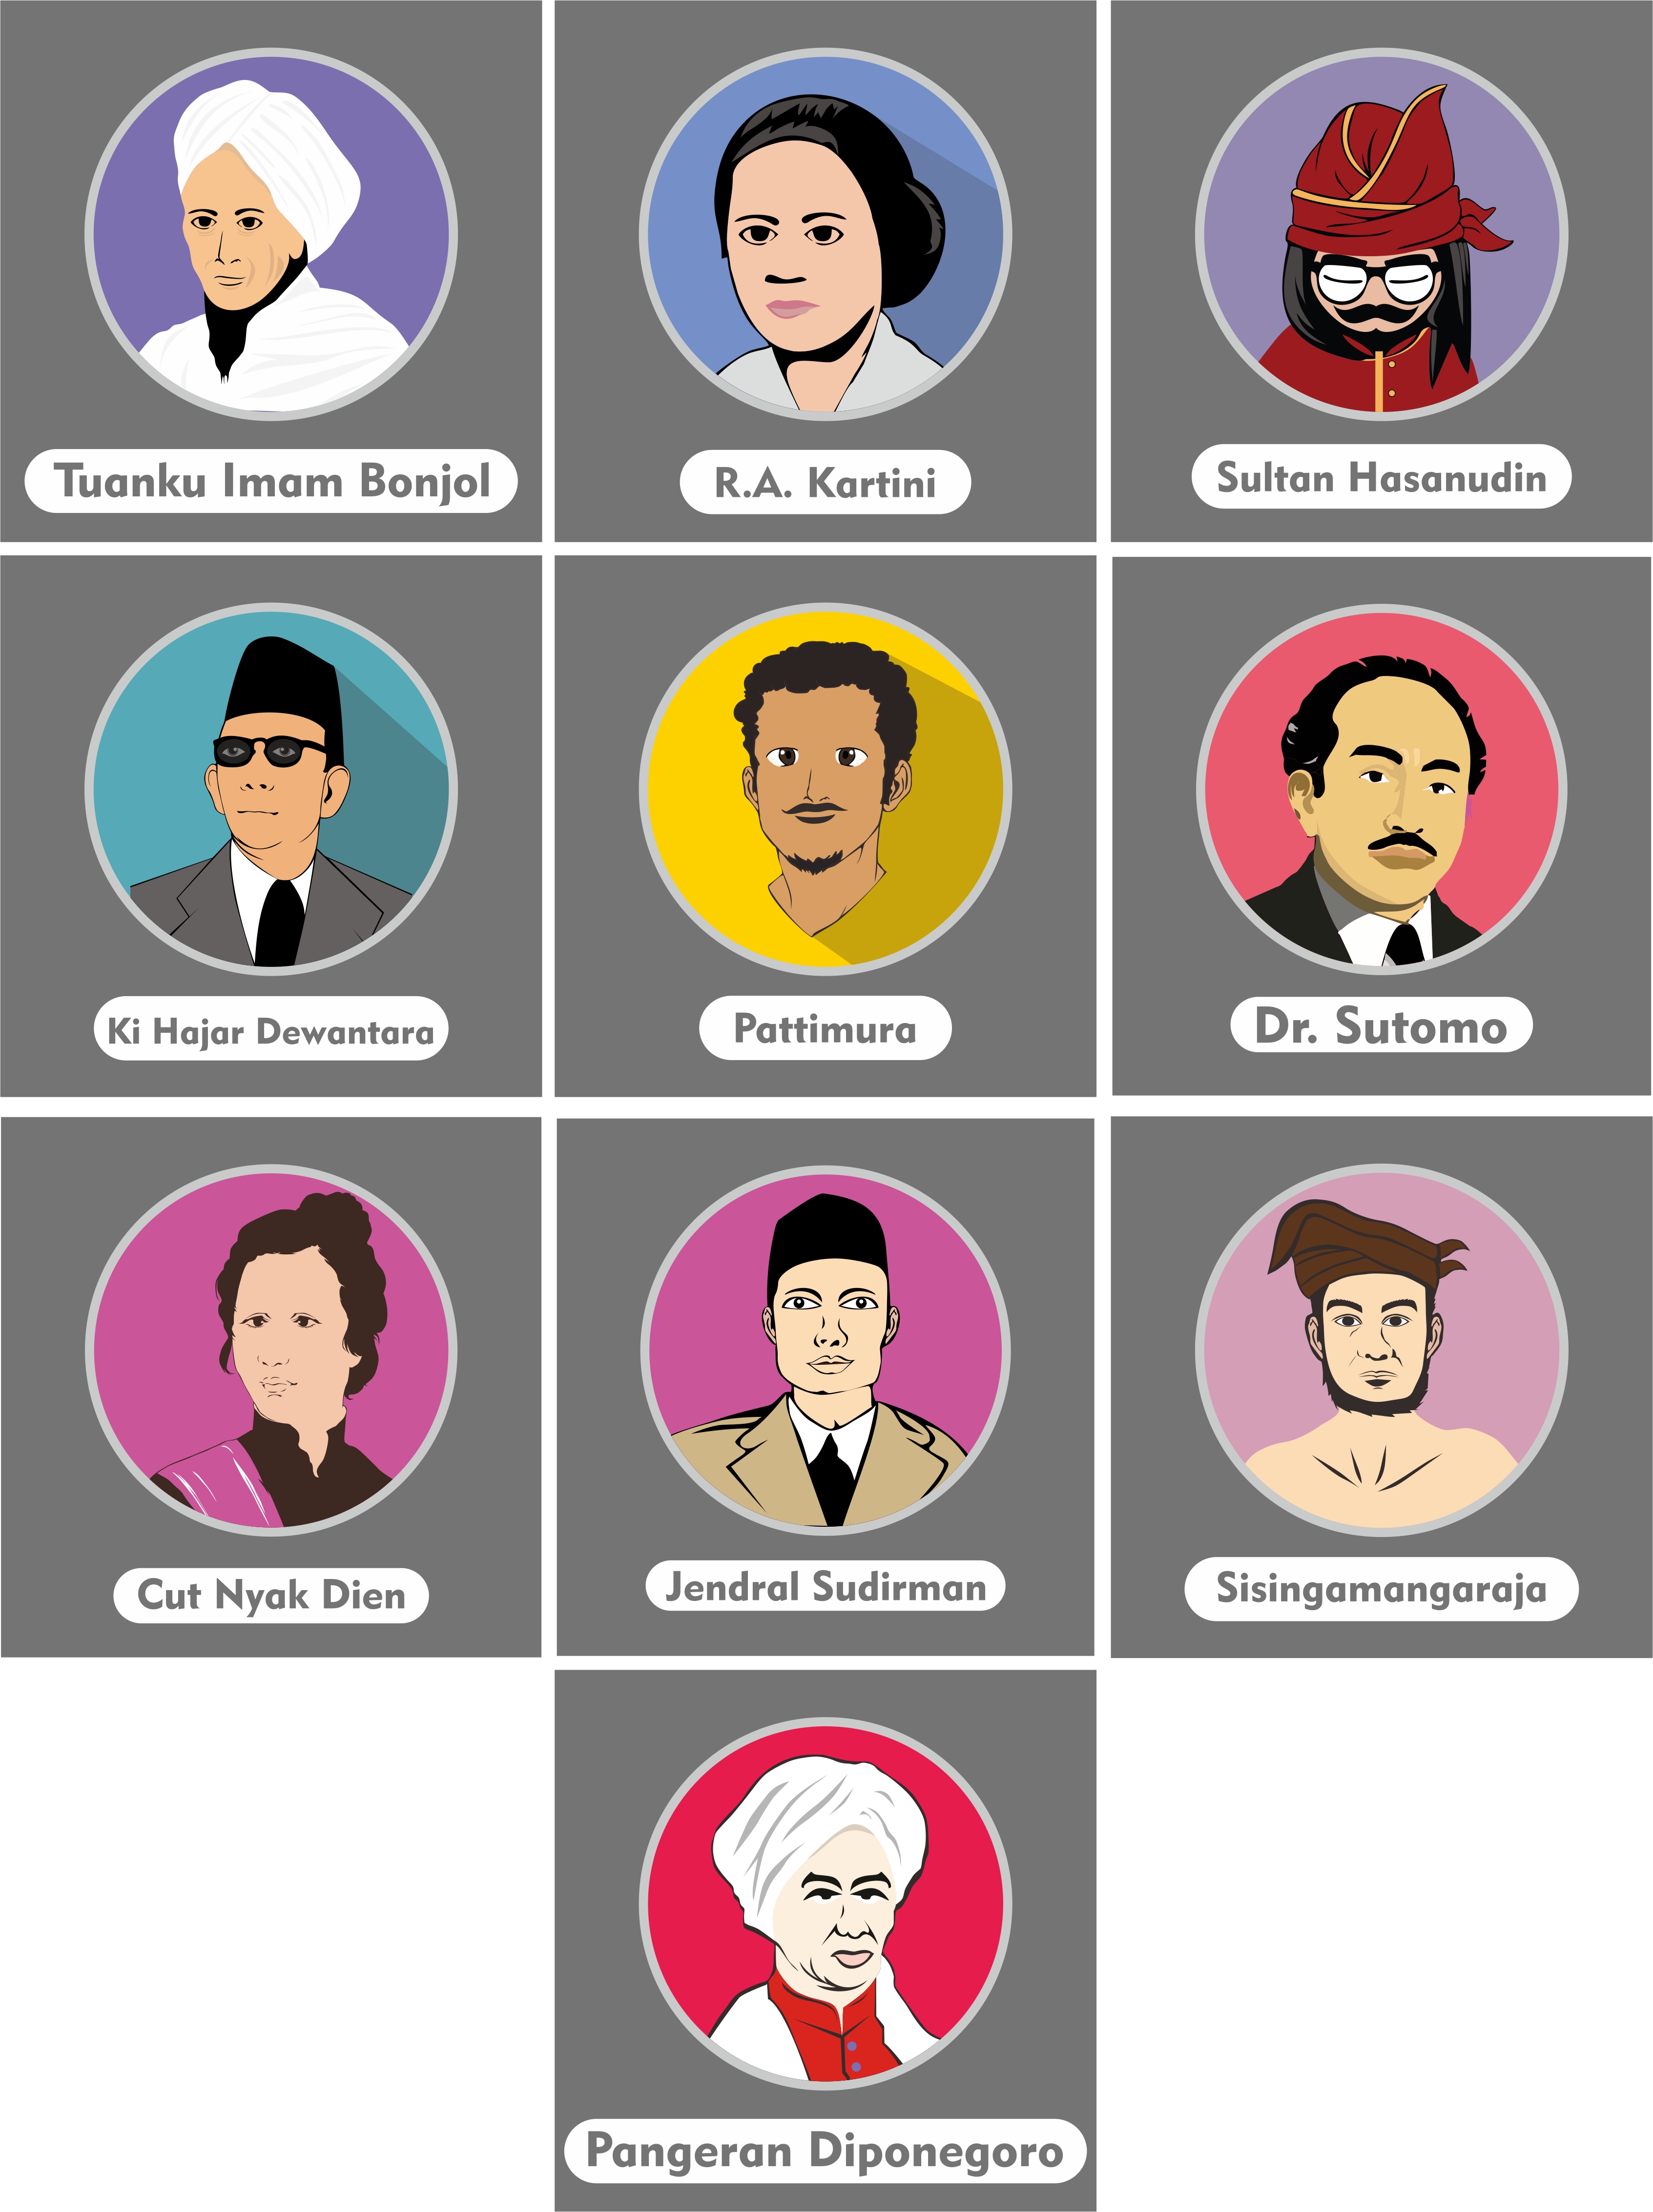 Tuanku Imam Bonjol
R.A. Kartini
Sultan Hasanudin
Ki Hajar Dewantara
Pattimura
Dr. Sutomo
Cut Nyak Dien
Jendral Sudirman
Sisingamangaraja
Pangeran Diponegoro